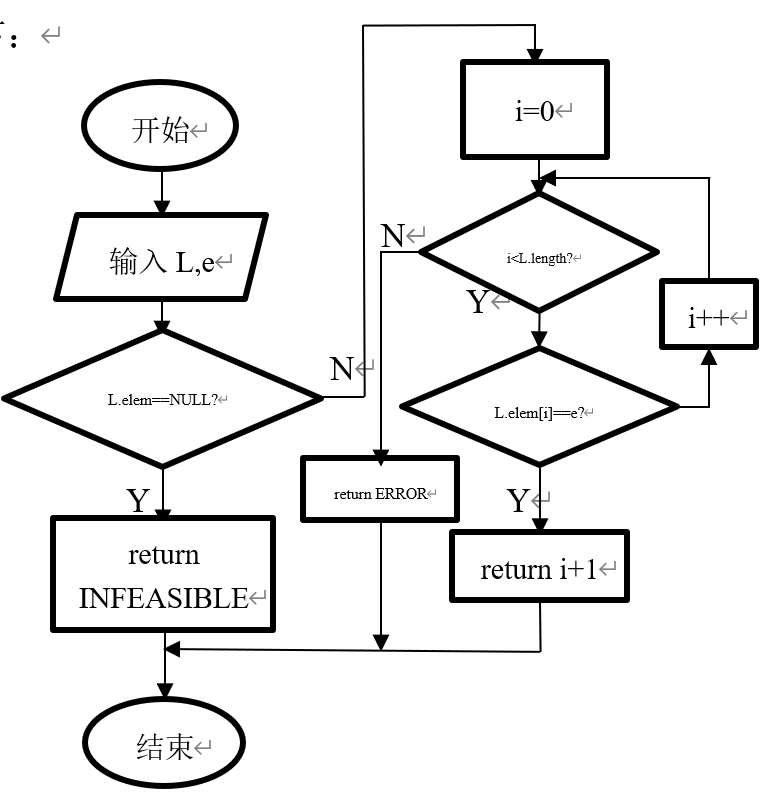 ：
开始
输入 L,e
L.elem==NULL?
N
Y
return
INFEASIBLE
结束
i=0
i<L.length?
N
Y
i++
L.elem[i]==e?
Y
return ERROR
return i+1